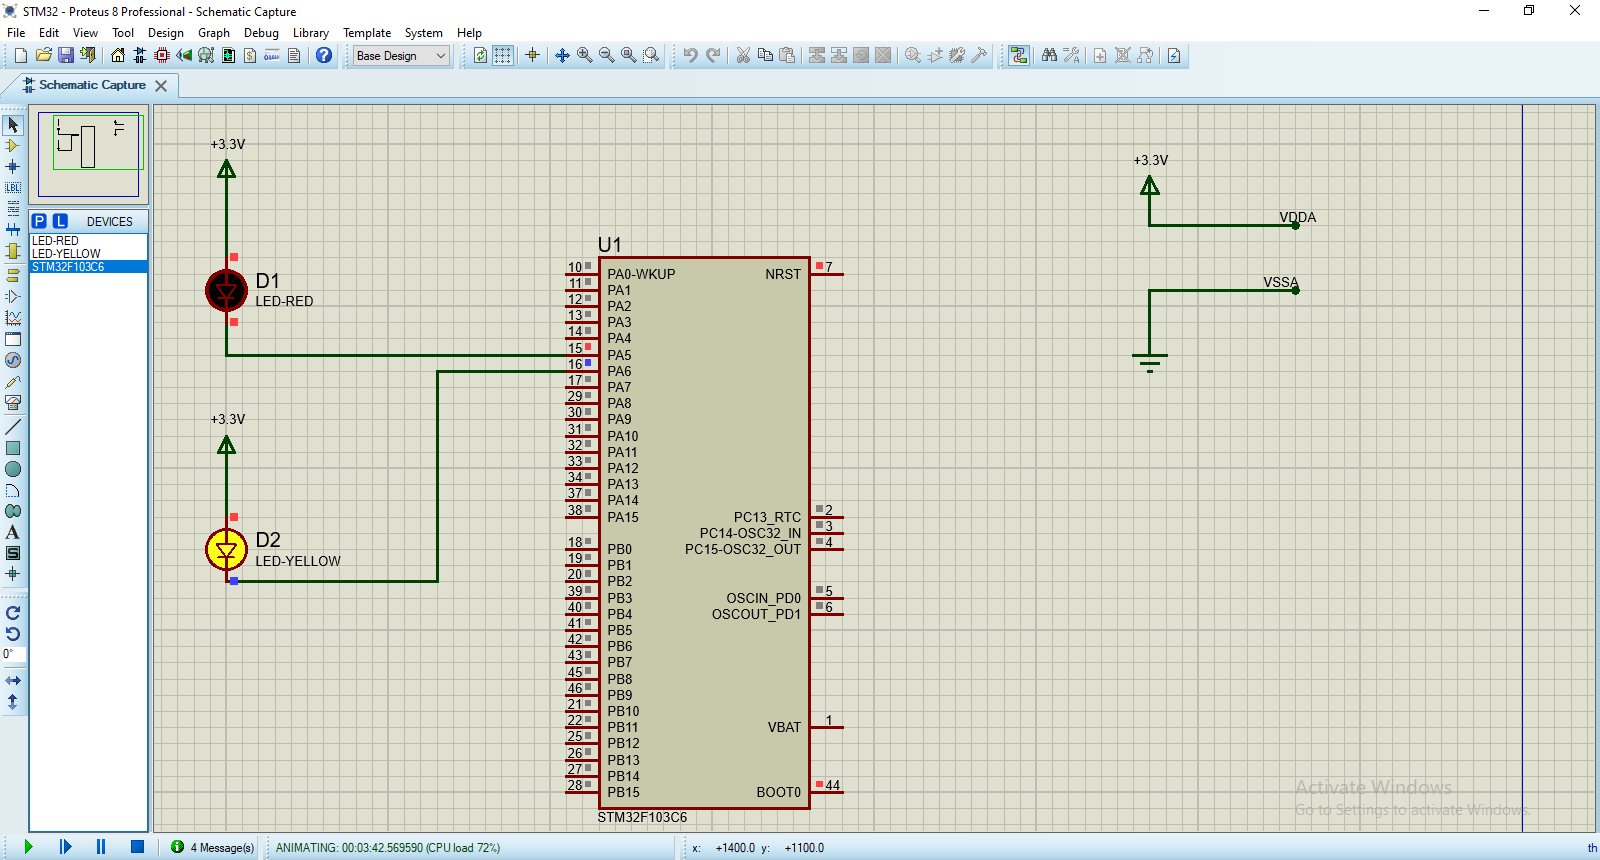 STM32 - Proteus 8 Professional - Schematic Capture
File Edit View Tool Design Graph Debug Library Template System Help
Base Design
Schematic Capture
P L DEVICES
LED-RED
LED-YELLOW
STM32F103C6
LBL
A
S
0°
+3.3V
D1
LED-RED
+3.3V
D2
LED-YELLOW
U1
10 PA0-WKUP
11 PA1
12 PA2
13 PA3
14 PA4
15 PA5
16 PA6
17 PA7
29 PA8
30 PA9
31 PA10
32 PA11
33 PA12
34 PA13
37 PA14
38 PA15
18 PB0
19 PB1
20 PB2
39 PB3
40 PB4
41 PB5
42 PB6
43 PB7
45 PB8
46 PB9
21 PB10
22 PB11
25 PB12
26 PB13
27 PB14
28 PB15
NRST 7
PC13_RTC 2
PC14-OSC32_IN 3
PC15-OSC32_OUT 4
OSCIN_PD0 5
OSCOUT_PD1 6
VBAT 1
BOOT0 44
STM32F103C6
+3.3V
VDDA
VSSA
Activate Windows
Go to Settings to activate Windows.
4 Message(s)
ANIMATING: 00:03:42.569590 (CPU load 72%)
x: +1400.0 y: +1100.0
th